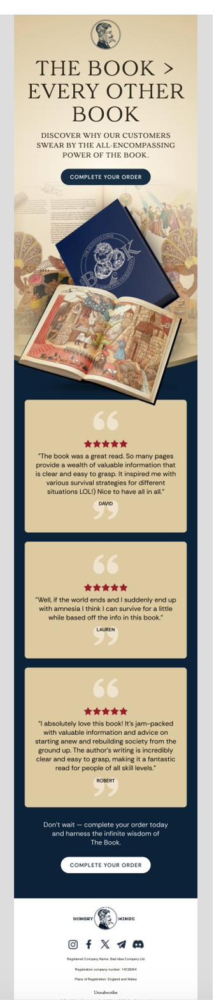 THE BOOK >
EVERY OTHER
BOOK
DISCOVER WHY OUR CUSTOMERS
SWEAR BY THE ALL-ENCOMPASSING
POWER OF THE BOOK.
COMPLETE YOUR ORDER
THE ULTIMATE GUIDE
BOOK
TO REBUILDING CIVILIZATION
"The book was a great read. So many pages
provide a wealth of valuable information that
is clear and easy to grasp. It inspired me with
various survival strategies for different
situations LOL!) Nice to have all in all."
DAVID
"Well, if the world ends and I suddenly end up
with amnesia I think I can survive for a little
while based off the info in this book."
LAUREN
"I absolutely love this book! It's jam-packed
with valuable information and advice on
starting anew and rebuilding society from the
ground up. The author's writing is incredibly
clear and easy to grasp, making it a fantastic
read for people of all skill levels."
ROBERT
Don't wait — complete your order today
and harness the infinite wisdom of
The Book.
COMPLETE YOUR ORDER
HUNGRY MINDS
Registered Company Name: Bad Idea Company Ltd
Registration company number: 14538264
Place of Registration: England and Wales
Unsubscribe